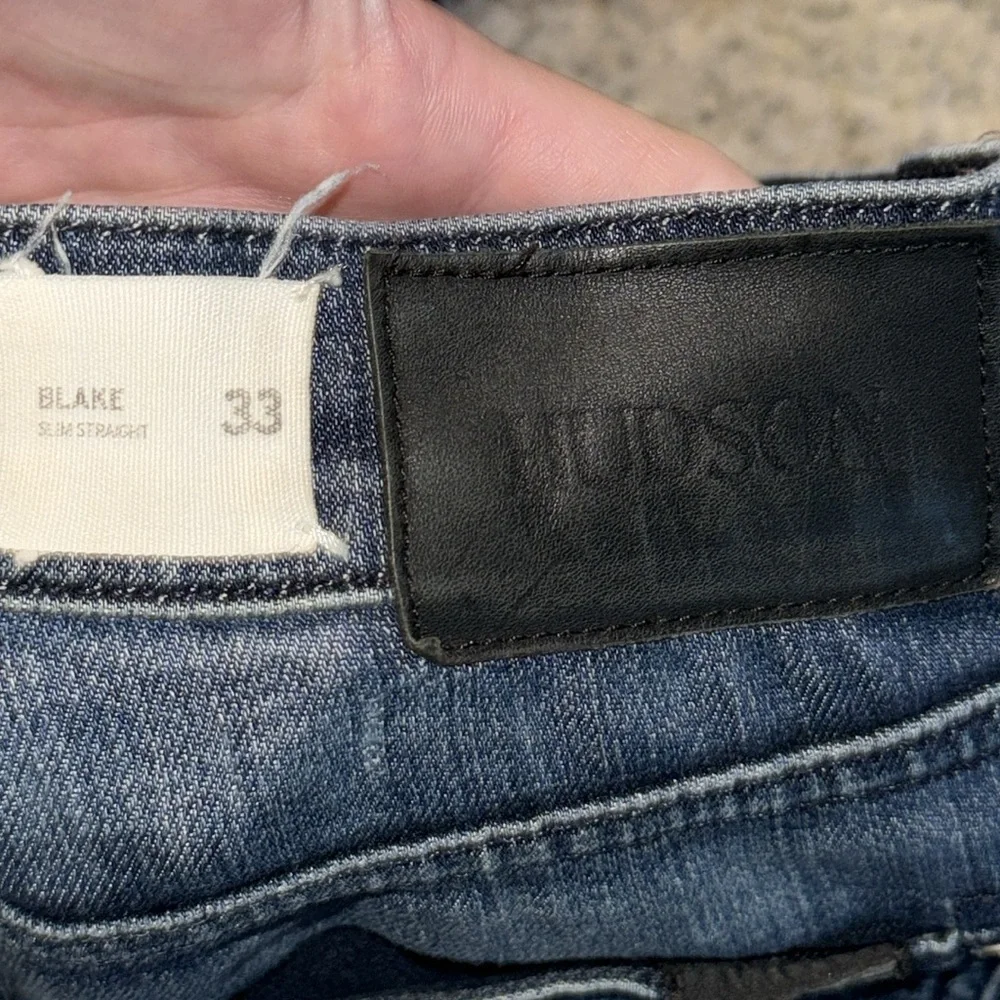 BLAKE 33
SLIM STRAIGHT
HUDSON